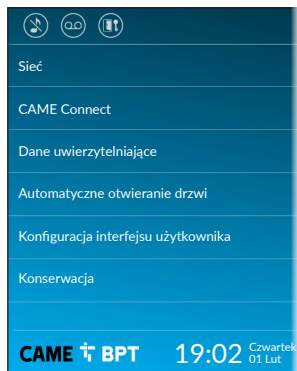 Sieć
CAME Connect
Dane uwierzytelniające
Automatyczne otwieranie drzwi
Konfiguracja interfejsu użytkownika
Konserwacja
CAME BPT 19:02 Czwartek
01 Lut